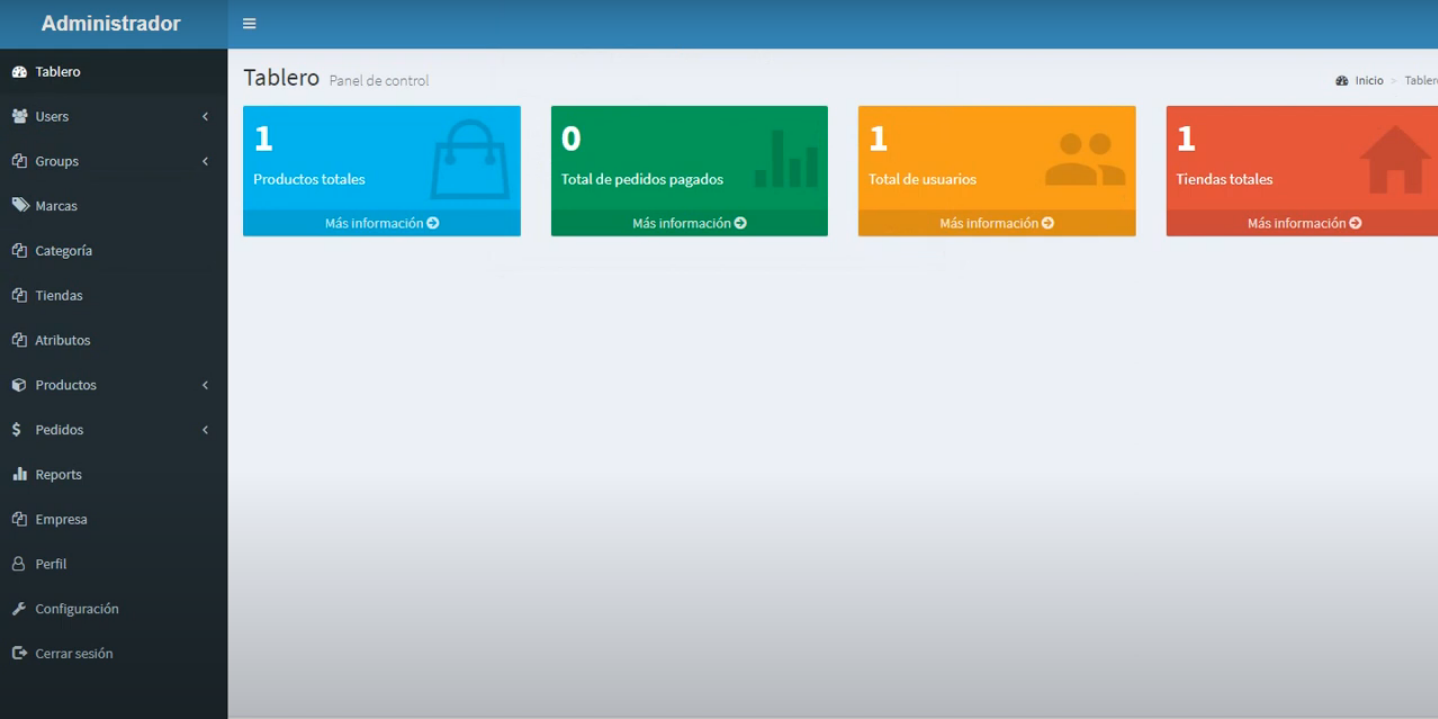 Administrador
Tablero
Users
Groups
Marcas
Categoría
Tiendas
Atributos
Productos
Pedidos
Reports
Empresa
Perfil
Configuración
Cerrar sesión
Tablero Panel de control
Inicio > Tablero
1
Productos totales
Más información
0
Total de pedidos pagados
Más información
1
Total de usuarios
Más información
1
Tiendas totales
Más información